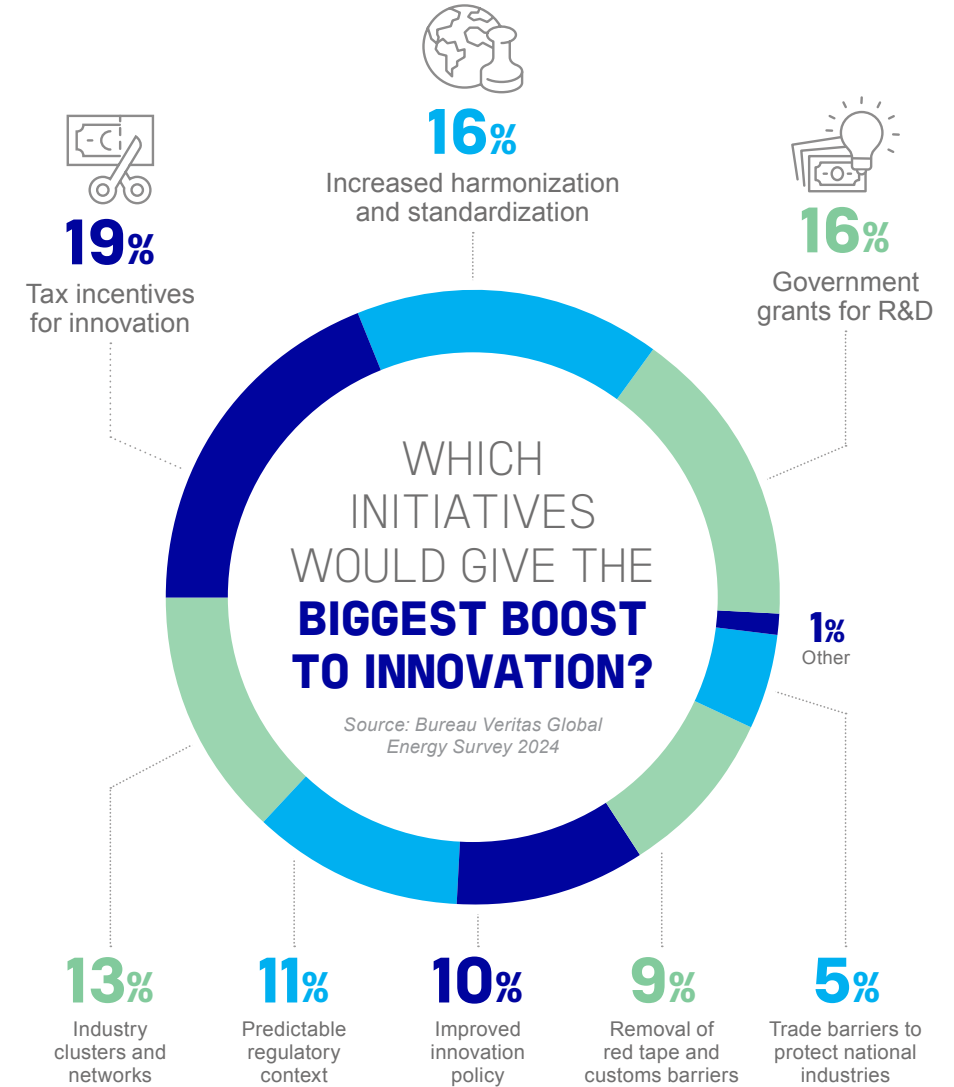 16%
Increased harmonization
and standardization
19%
Tax incentives
for innovation
16%
Government
grants for R&D
WHICH
INITIATIVES
WOULD GIVE THE
BIGGEST BOOST
TO INNOVATION?
Source: Bureau Veritas Global
Energy Survey 2024
1%
Other
13%
Industry
clusters and
networks
11%
Predictable
regulatory
context
10%
Improved
innovation
policy
9%
Removal of
red tape and
customs barriers
5%
Trade barriers to
protect national
industries